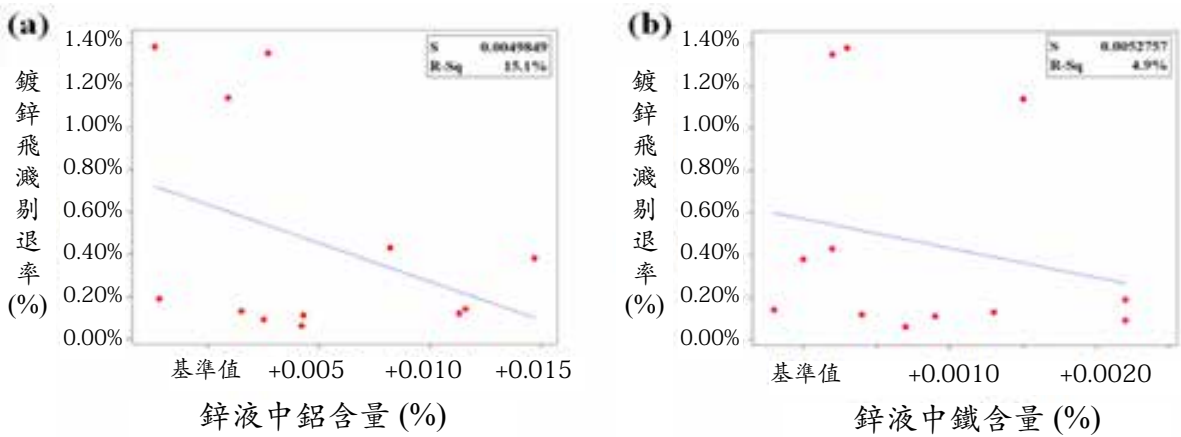 (a)
鍍鋅飛濺剔退率(%)
1.40%
1.20%
1.00%
0.80%
0.60%
0.40%
0.20%
0.00%
S 0.0049849
R-Sq 15.1%
基準值 +0.005 +0.010 +0.015
鋅液中鋁含量 (%)
(b)
鍍鋅飛濺剔退率(%)
1.40%
1.20%
1.00%
0.80%
0.60%
0.40%
0.20%
0.00%
S 0.0052757
R-Sq 4.9%
基準值 +0.0010 +0.0020
鋅液中鐵含量 (%)